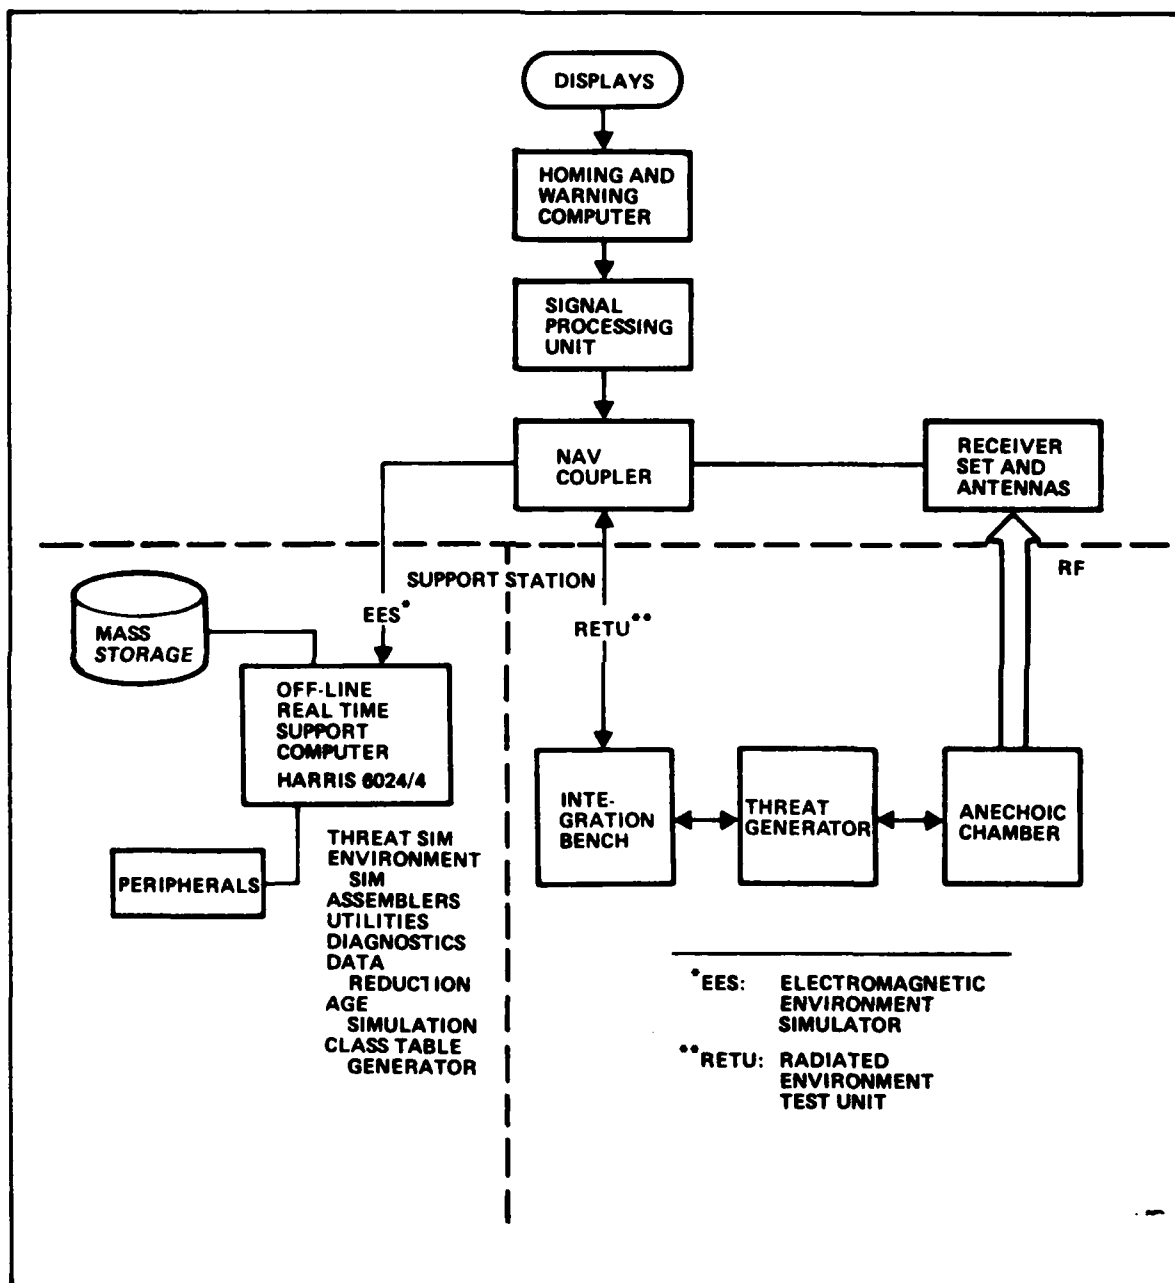 DISPLAYS
HOMING AND
WARNING
COMPUTER
SIGNAL
PROCESSING
UNIT
NAV
COUPLER
RECEIVER
SET AND
ANTENNAS
SUPPORT STATION
RF
EES*
RETU**
MASS
STORAGE
OFF-LINE
REAL TIME
SUPPORT
COMPUTER
HARRIS 6024/4
PERIPHERALS
INTE-
GRATION
BENCH
THREAT
GENERATOR
ANECHOIC
CHAMBER
THREAT SIM
ENVIRONMENT
SIM
ASSEMBLERS
UTILITIES
DIAGNOSTICS
DATA
REDUCTION
AGE
SIMULATION
CLASS TABLE
GENERATOR
*EES: ELECTROMAGNETIC
ENVIRONMENT
SIMULATOR
**RETU: RADIATED
ENVIRONMENT
TEST UNIT